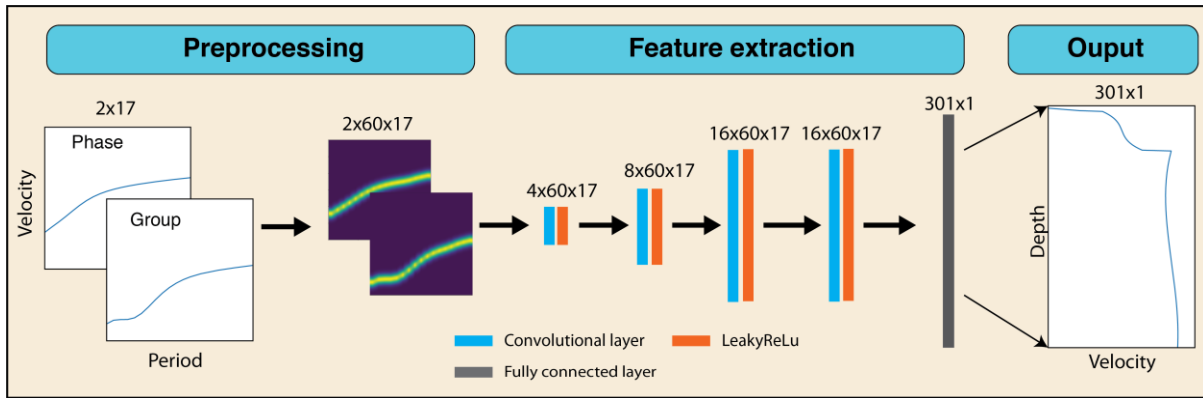 Preprocessing
Feature extraction
Ouput
2x17
Phase
Group
Velocity
Period
2x60x17
4x60x17
8x60x17
16x60x17
16x60x17
301x1
301x1
Depth
Velocity
Convolutional layer
LeakyReLu
Fully connected layer